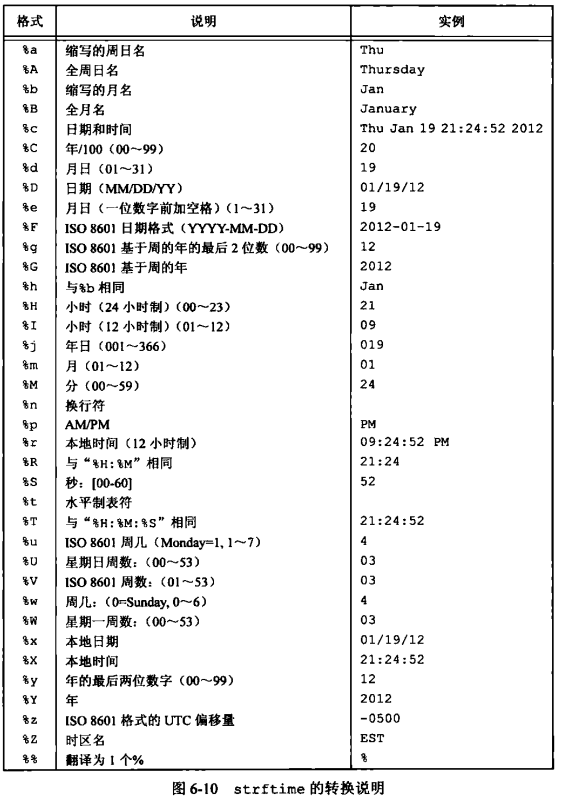 格式 说明 实例
%a 缩写的周日名 Thu
%A 全周日名 Thursday
%b 缩写的月名 Jan
%B 全月名 January
%c 日期和时间 Thu Jan 19 21:24:52 2012
%C 年/100（00～99） 20
%d 月日（01～31） 19
%D 日期（MM/DD/YY） 01/19/12
%e 月日（一位数字前加空格）（1～31） 19
%F ISO 8601 日期格式（YYYY-MM-DD） 2012-01-19
%g ISO 8601 基于周的年的最后 2 位数（00～99） 12
%G ISO 8601 基于周的年 2012
%h 与%b 相同 Jan
%H 小时（24 小时制）（00～23） 21
%I 小时（12 小时制）（01～12） 09
%j 年日（001～366） 019
%m 月（01～12） 01
%M 分（00～59） 24
%n 换行符
%p AM/PM PM
%r 本地时间（12 小时制） 09:24:52 PM
%R 与“%H:%M”相同 21:24
%S 秒：[00-60] 52
%t 水平制表符
%T 与“%H:%M:%S”相同 21:24:52
%u ISO 8601 周几（Monday=1, 1～7） 4
%U 星期日周数：（00～53） 03
%V ISO 8601 周数：（01～53） 03
%w 周几：（0=Sunday, 0～6） 4
%W 星期一周数：（00～53） 03
%x 本地日期 01/19/12
%X 本地时间 21:24:52
%y 年的最后两位数字（00～99） 12
%Y 年 2012
%z ISO 8601 格式的 UTC 偏移量 -0500
%Z 时区名 EST
%% 翻译为 1 个% %
图 6-10 strftime 的转换说明